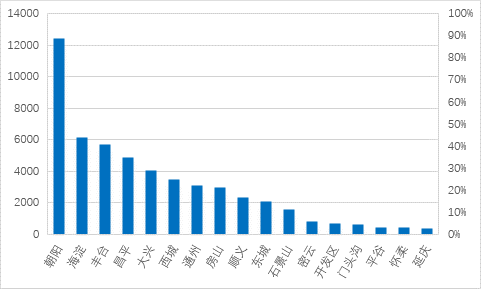 14000
12000
10000
8000
6000
4000
2000
0
100%
90%
80%
70%
60%
50%
40%
30%
20%
10%
0%
朝阳
海淀
丰台
昌平
大兴
西城
通州
房山
顺义
东城
石景山
密云
开发区
门头沟
平谷
怀柔
延庆